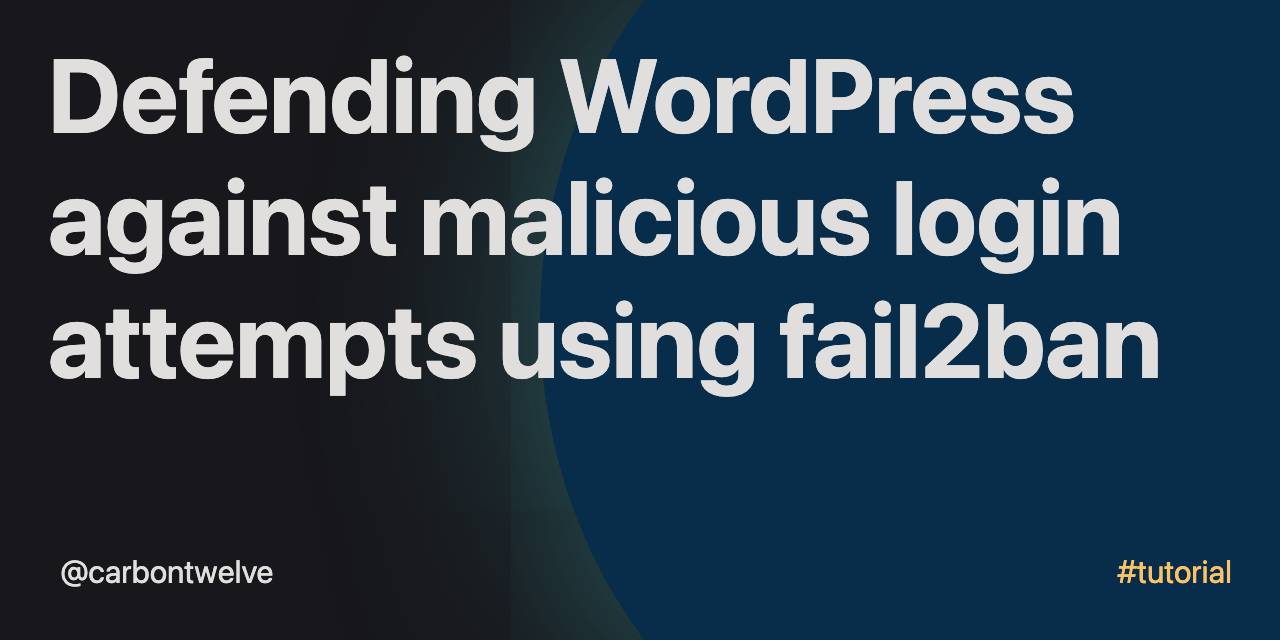 Defending WordPress
against malicious login
attempts using fail2ban
@carbontwelve
#tutorial